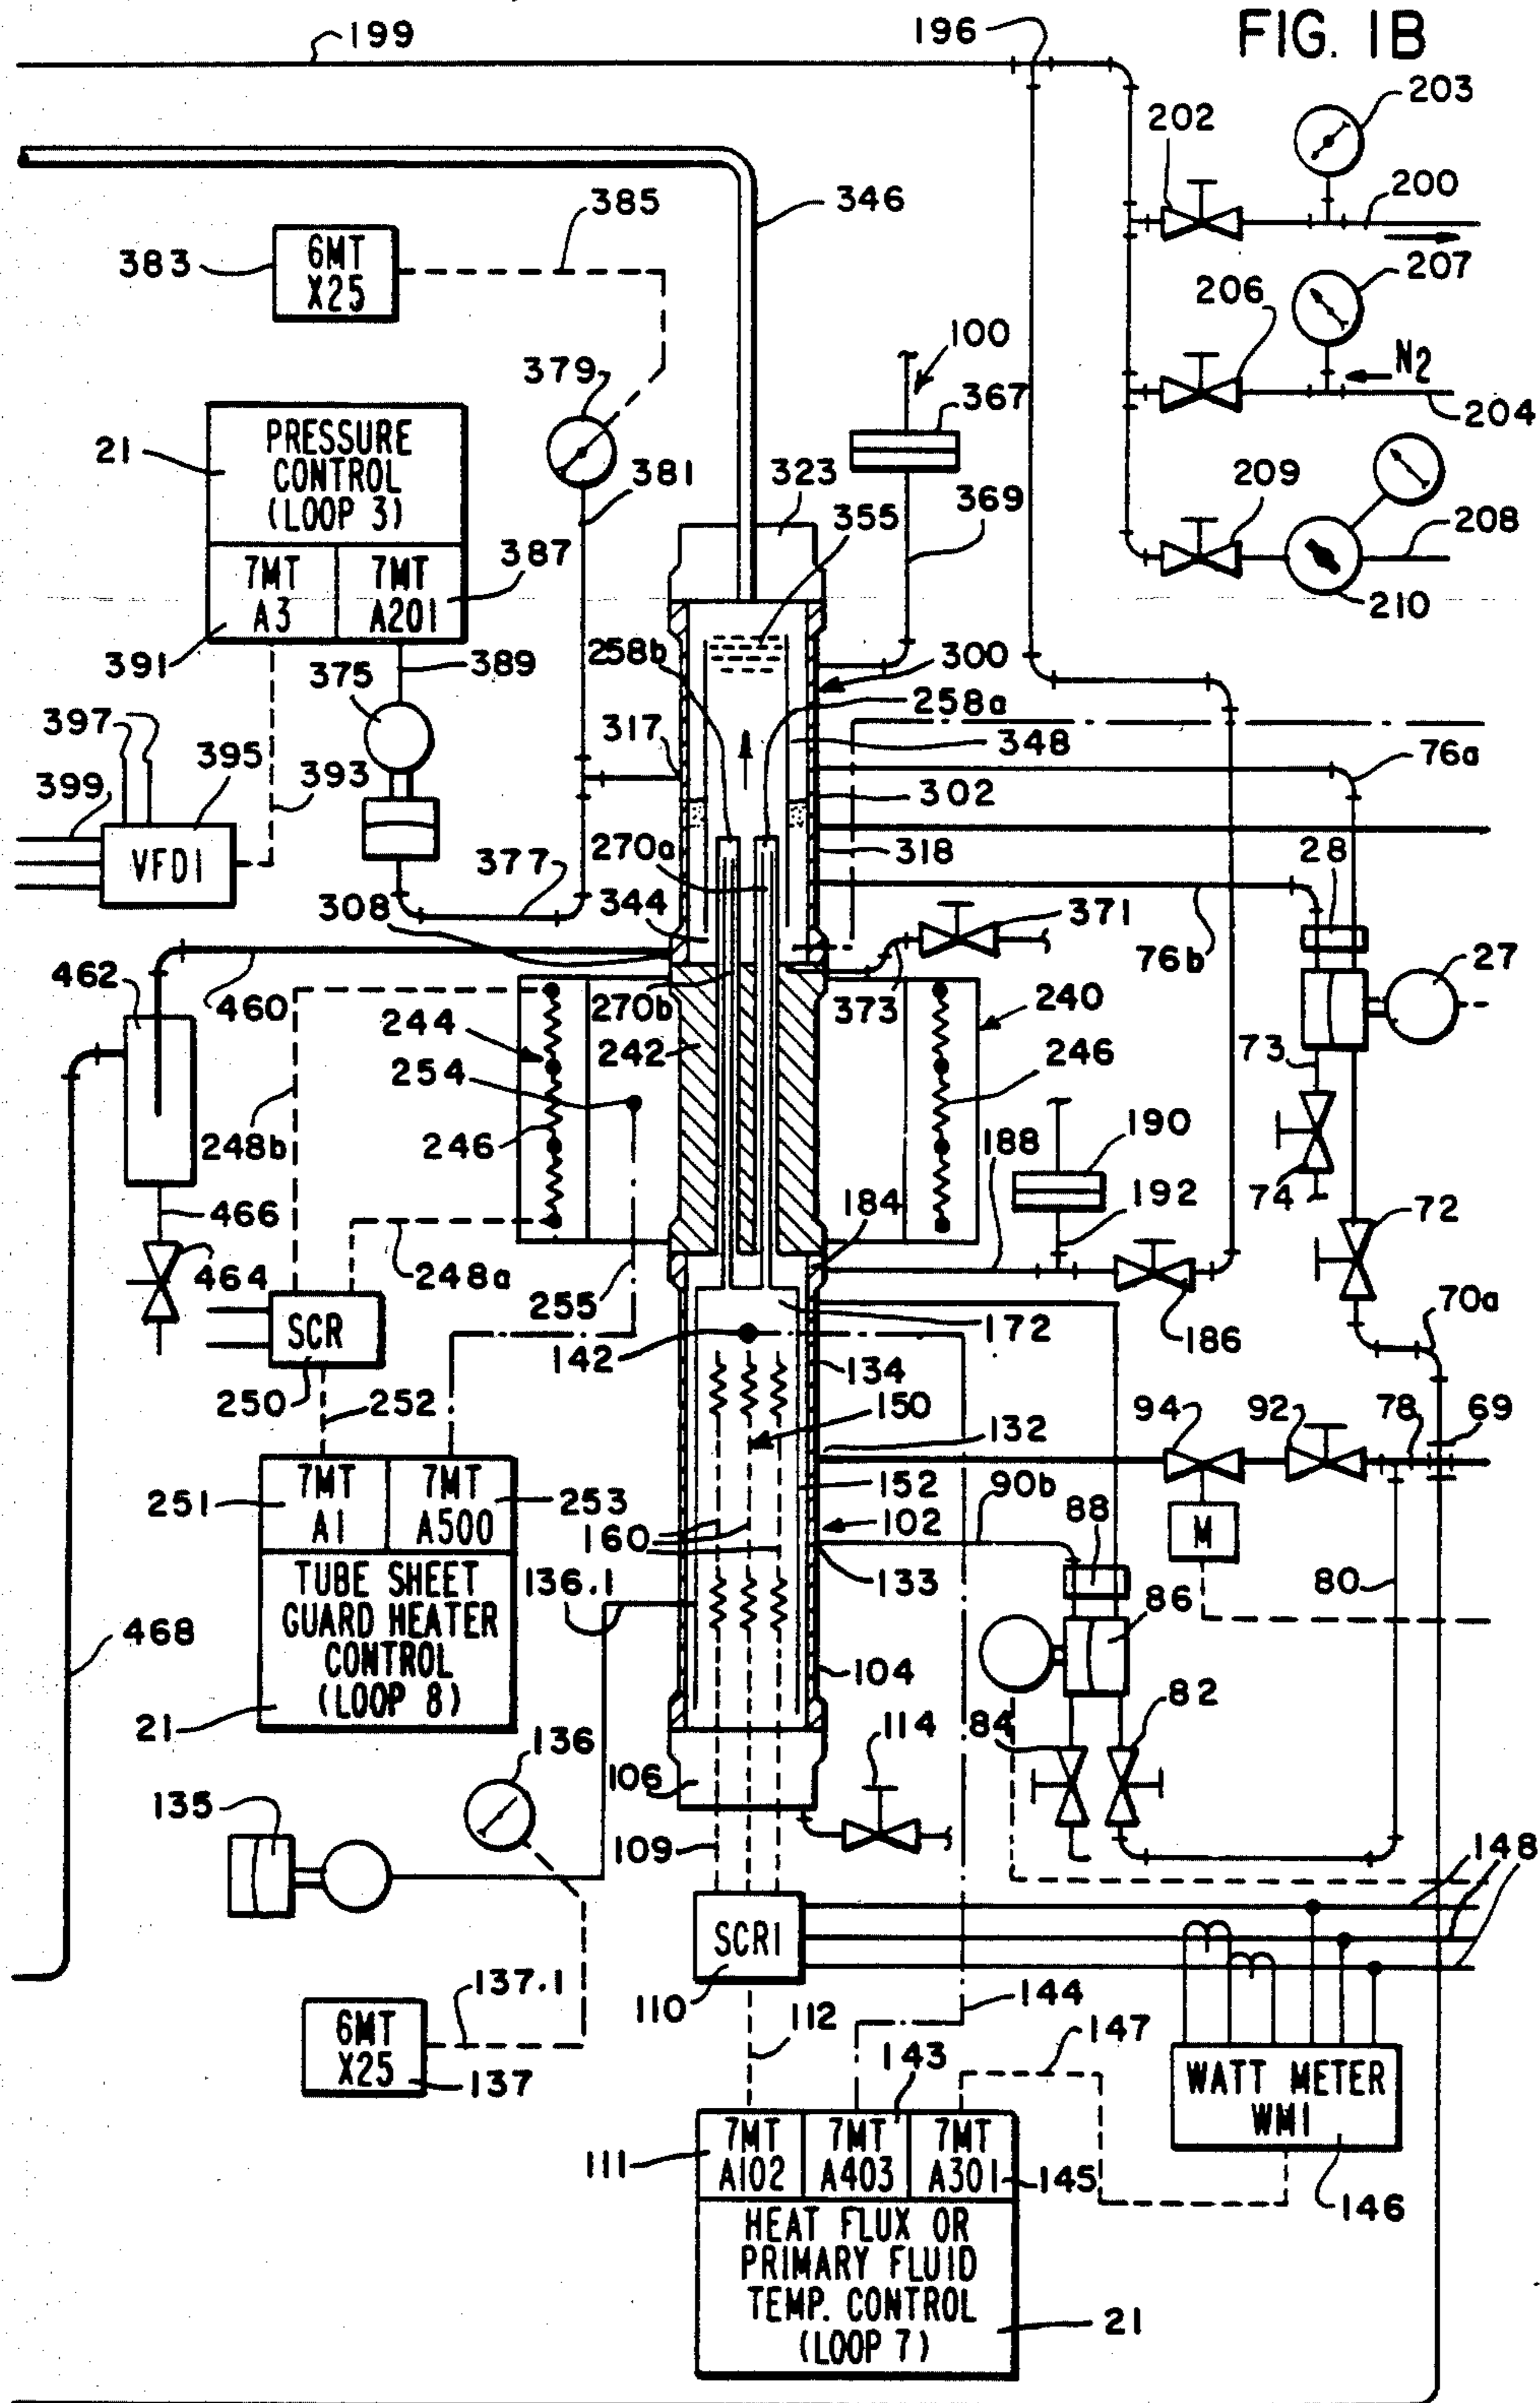 FIG. 1B
199
196
203
202
200
346
385
383
6MT
X25
207
206
100
N2
379
367
204
PRESSURE
CONTROL
(LOOP 3)
21
381
323
355
369
209
208
7MT
A3
7MT
A201
387
210
391
389
258b
300
375
258a
397
317
348
76a
395
393
302
399
VFD1
270a
318
28
377
308
344
371
76b
27
462
460
270b
373
240
244
242
73
254
246
248b
246
188
190
466
184
192
74
72
464
248a
255
70a
SCR
172
186
142
134
250
252
150
94
92
78
69
132
251
7MT
A1
7MT
A500
253
152
90b
88
160
102
M
TUBE SHEET
GUARD HEATER
CONTROL
(LOOP 8)
136.1
133
80
86
468
104
82
21
114
84
136
106
135
109
148
SCR1
137.1
110
144
112
147
6MT
X25
137
143
WATT METER
WM1
111
7MT
A102
7MT
A403
7MT
A301
145
146
HEAT FLUX OR
PRIMARY FLUID
TEMP. CONTROL
(LOOP 7)
21